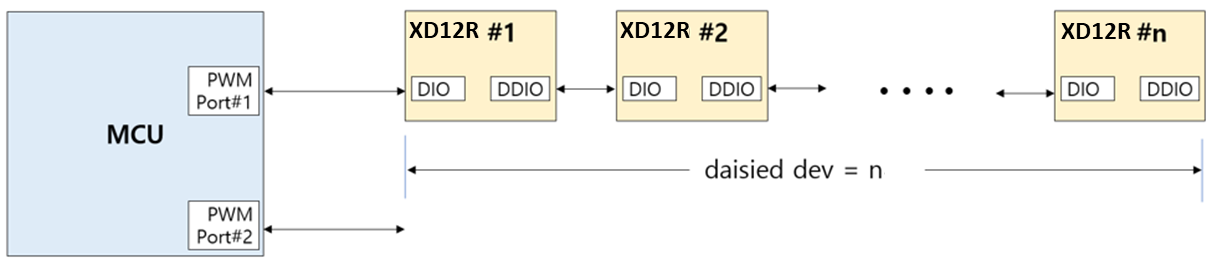 MCU
PWM
Port#1
PWM
Port#2
XD12R #1
DIO
DDIO
XD12R #2
DIO
DDIO
• • • •
XD12R #n
DIO
DDIO
daisied dev = n